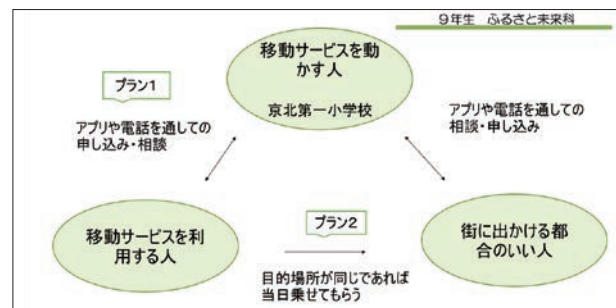 9年生 ふるさと未来科
移動サービスを動
かす人
京北第一小学校
プラン1
アプリや電話を通しての
申し込み・相談
アプリや電話を通しての
相談・申し込み
移動サービスを利
用する人
プラン2
街に出かける都
合のいい人
目的場所が同じであれば
当日乗せてもらう